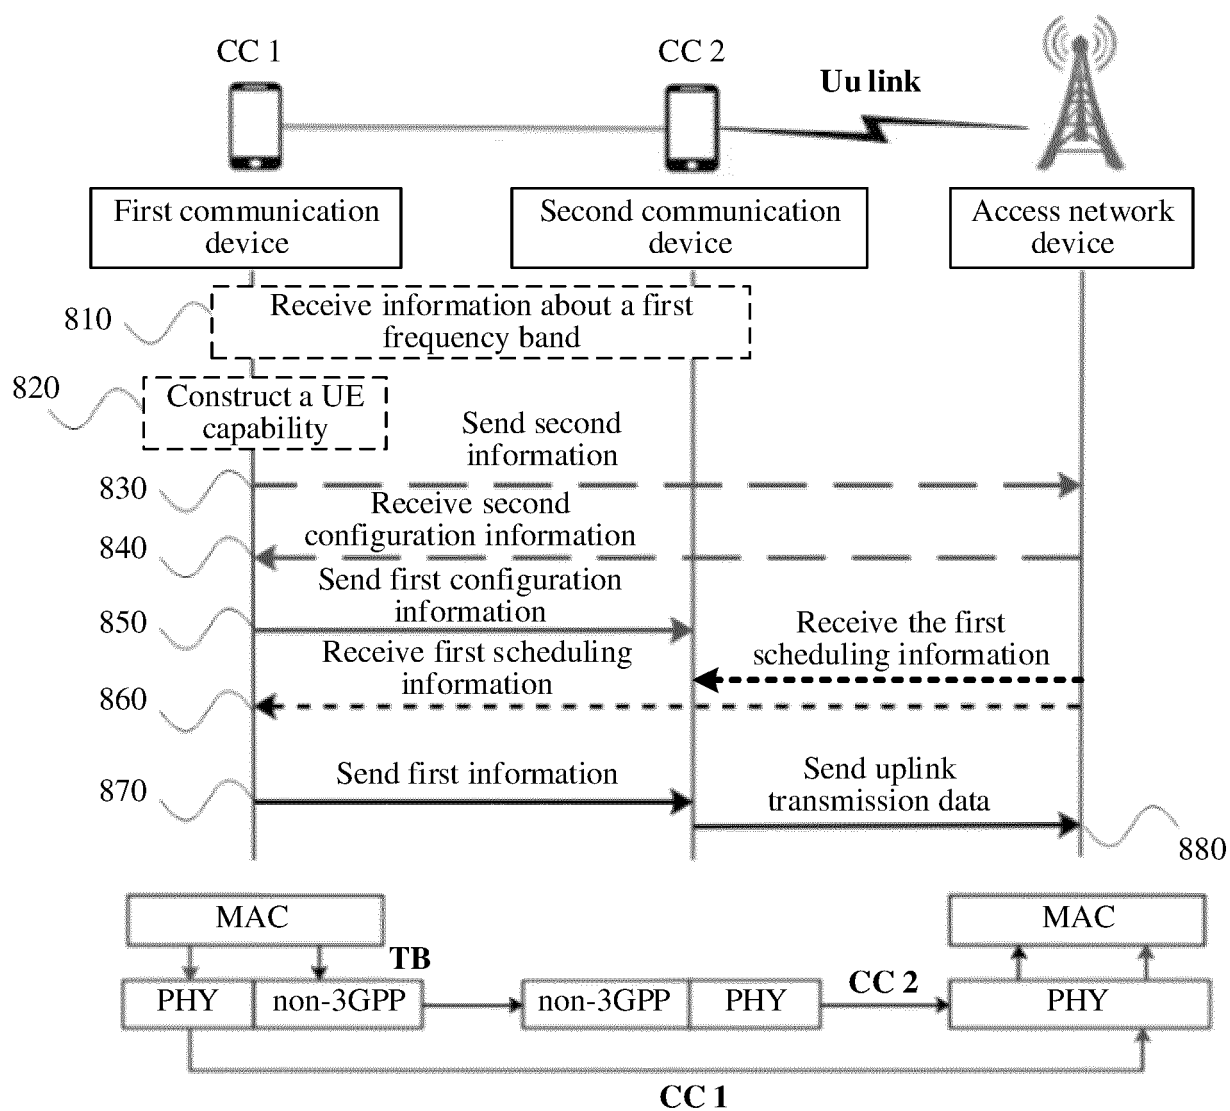 CC 1
CC 2
Uu link
First communication
device
Second communication
device
Access network
device
810
Receive information about a first
frequency band
820
Construct a UE
capability
Send second
information
830
Receive second
configuration information
840
Send first configuration
information
850
Receive the first
scheduling information
Receive first scheduling
information
860
Send first information
870
Send uplink
transmission data
880
MAC
MAC
TB
PHY
non-3GPP
non-3GPP
PHY
CC 2
PHY
CC 1